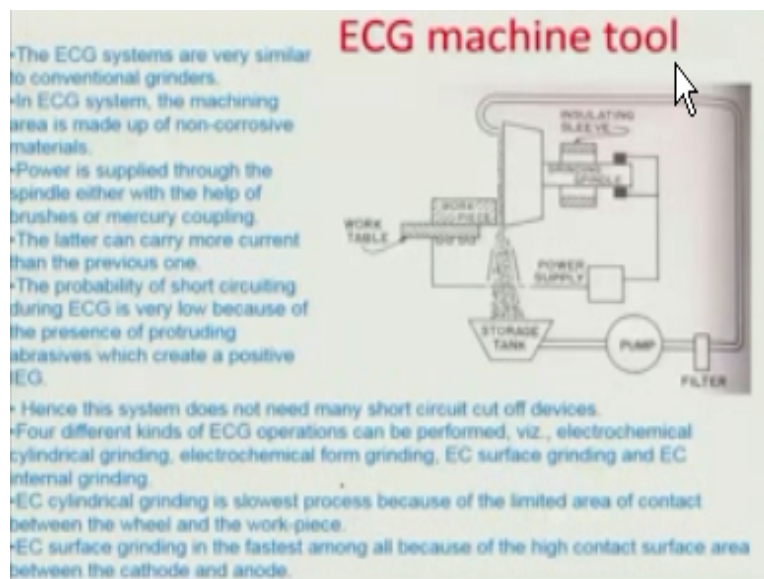 ECG machine tool
•The ECG systems are very similar
to conventional grinders.
•In ECG system, the machining
area is made up of non-corrosive
materials.
•Power is supplied through the
spindle either with the help of
brushes or mercury coupling.
•The latter can carry more current
than the previous one.
•The probability of short circuiting
during ECG is very low because of
the presence of protruding
abrasives which create a positive
IEG.
• Hence this system does not need many short circuit cut off devices.
•Four different kinds of ECG operations can be performed, viz., electrochemical
cylindrical grinding, electrochemical form grinding, EC surface grinding and EC
internal grinding.
•EC cylindrical grinding is slowest process because of the limited area of contact
between the wheel and the work-piece.
•EC surface grinding in the fastest among all because of the high contact surface area
between the cathode and anode.
INSULATING
SLEEVE
GRINDING
SPINDLE
WORK
PIECE
WORK
TABLE
POWER
SUPPLY
STORAGE
TANK
PUMP
FILTER